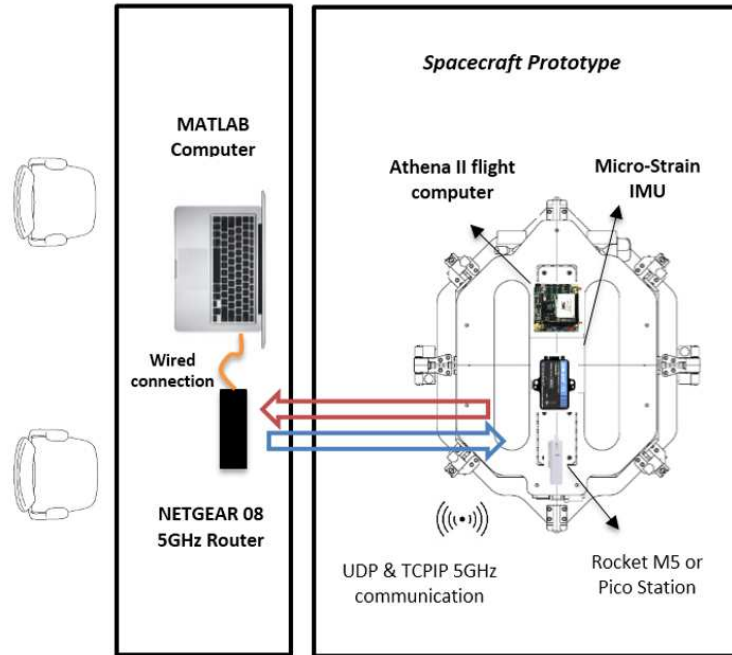 MATLAB
Computer
Wired
connection
NETGEAR 08
5GHz Router
Spacecraft Prototype
Athena II flight
computer
Micro-Strain
IMU
UDP & TCPIP 5GHz
communication
Rocket M5 or
Pico Station